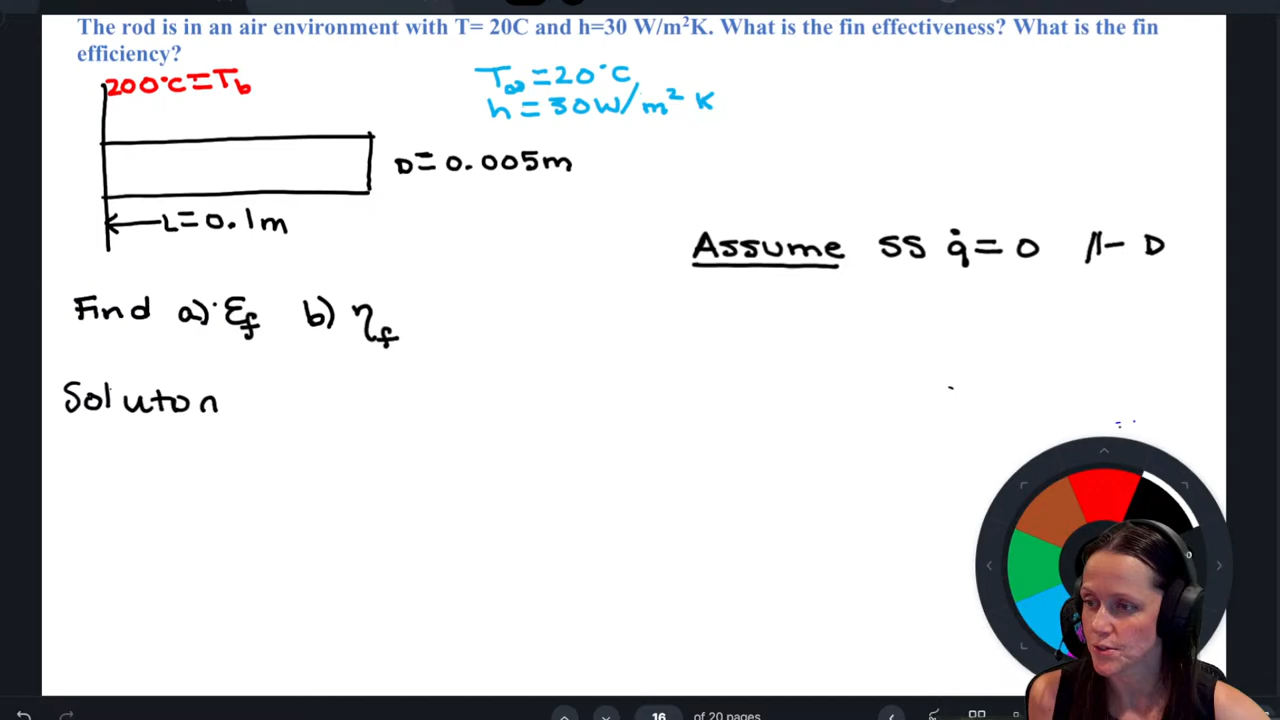 The rod is in an air environment with T= 20C and h=30 W/m²K. What is the fin effectiveness? What is the fin
efficiency?
200°C=Tb
T∞=20°C
h=30W/m² K
D=0.005m
L=0.1m
Assume SS q̇=0 1-D
Find a) εf b) ηf
Soluton
16 of 20 pages